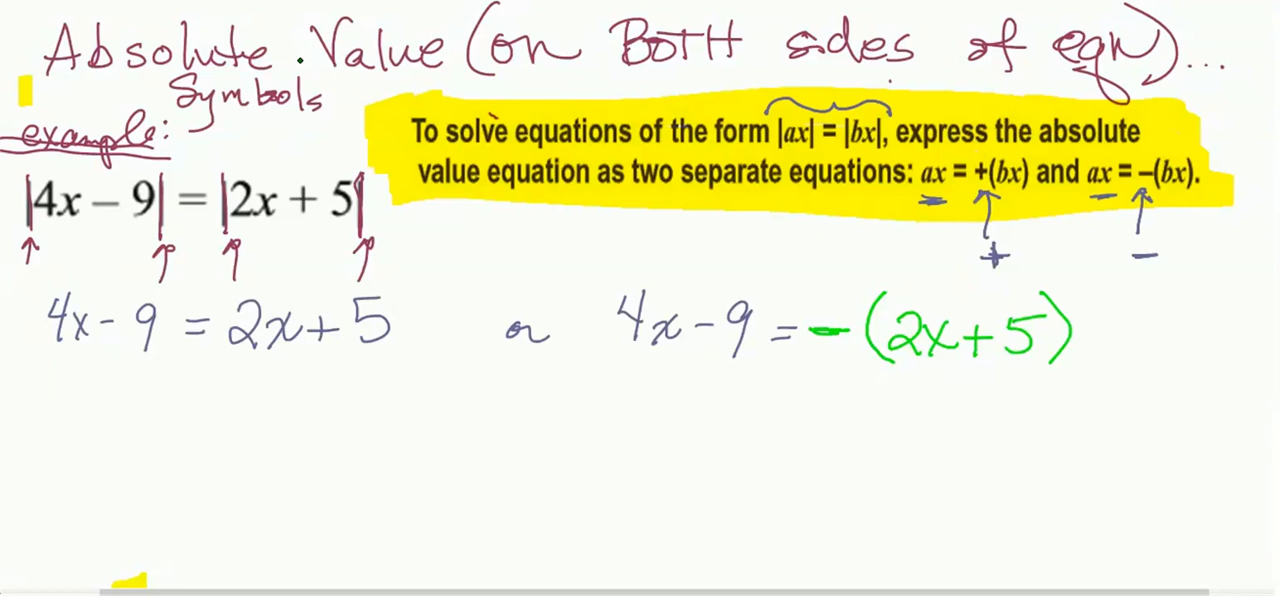 Absolute Value (on BOTH sides of eqn)...
Symbols
example:
To solve equations of the form |ax| = |bx|, express the absolute
value equation as two separate equations: ax = +(bx) and ax = –(bx).
|4x – 9| = |2x + 5|
+ –
4x - 9 = 2x + 5 or 4x - 9 = -(2x + 5)